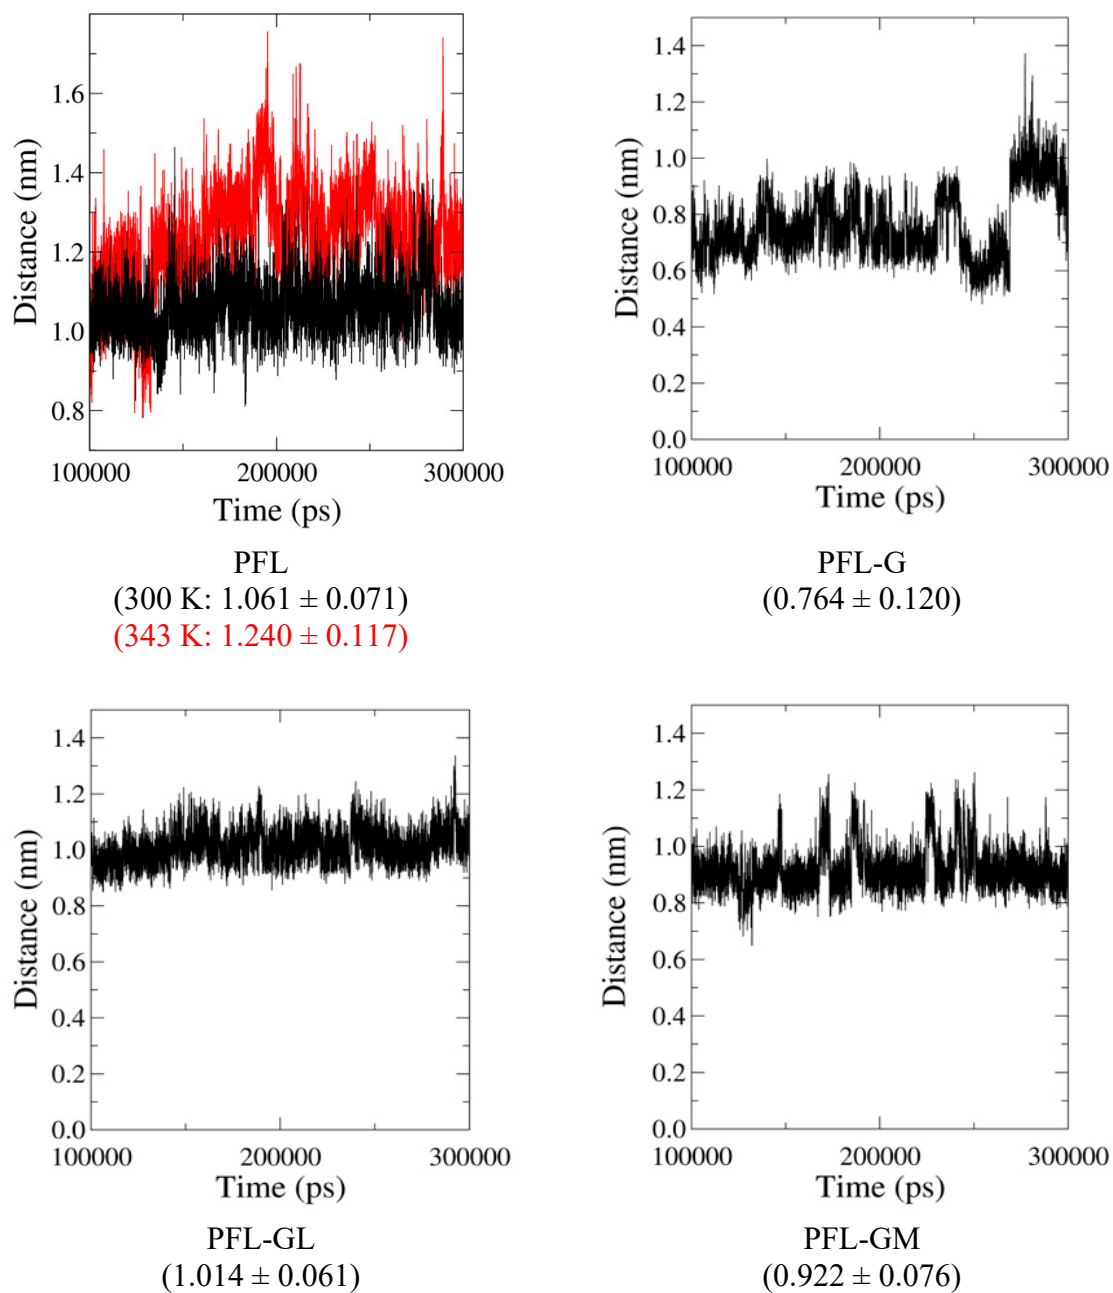 Distance (nm)
1.6
1.4
1.2
1.0
0.8
100000 200000 300000
Time (ps)
PFL
(300 K: 1.061 ± 0.071)
(343 K: 1.240 ± 0.117)
Distance (nm)
1.4
1.2
1.0
0.8
0.6
0.4
0.2
0.0
100000 200000 300000
Time (ps)
PFL-G
(0.764 ± 0.120)
Distance (nm)
1.4
1.2
1.0
0.8
0.6
0.4
0.2
0.0
100000 200000 300000
Time (ps)
PFL-GL
(1.014 ± 0.061)
Distance (nm)
1.4
1.2
1.0
0.8
0.6
0.4
0.2
0.0
100000 200000 300000
Time (ps)
PFL-GM
(0.922 ± 0.076)